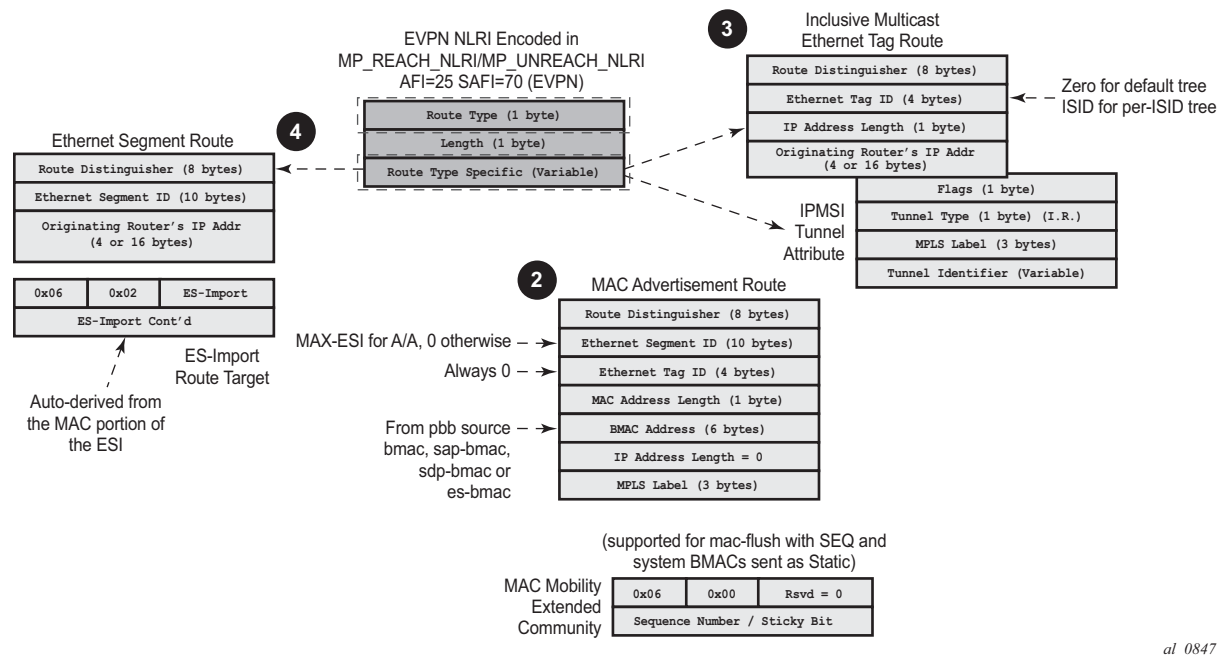 EVPN NLRI Encoded in
MP_REACH_NLRI/MP_UNREACH_NLRI
AFI=25 SAFI=70 (EVPN)
Route Type (1 byte)
Length (1 byte)
Route Type Specific (Variable)
3
Inclusive Multicast
Ethernet Tag Route
Route Distinguisher (8 bytes)
Ethernet Tag ID (4 bytes)
IP Address Length (1 byte)
Originating Router's IP Addr
(4 or 16 bytes)
Zero for default tree
ISID for per-ISID tree
IPMSI
Tunnel
Attribute
Flags (1 byte)
Tunnel Type (1 byte) (I.R.)
MPLS Label (3 bytes)
Tunnel Identifier (Variable)
4
Ethernet Segment Route
Route Distinguisher (8 bytes)
Ethernet Segment ID (10 bytes)
Originating Router's IP Addr
(4 or 16 bytes)
0x06 0x02 ES-Import
ES-Import Cont'd
ES-Import
Route Target
Auto-derived from
the MAC portion of
the ESI
2
MAC Advertisement Route
Route Distinguisher (8 bytes)
Ethernet Segment ID (10 bytes)
Ethernet Tag ID (4 bytes)
MAC Address Length (1 byte)
BMAC Address (6 bytes)
IP Address Length = 0
MPLS Label (3 bytes)
MAX-ESI for A/A, 0 otherwise
Always 0
From pbb source
bmac, sap-bmac,
sdp-bmac or
es-bmac
(supported for mac-flush with SEQ and
system BMACs sent as Static)
MAC Mobility
Extended
Community
0x06 0x00 Rsvd = 0
Sequence Number / Sticky Bit
al_0847